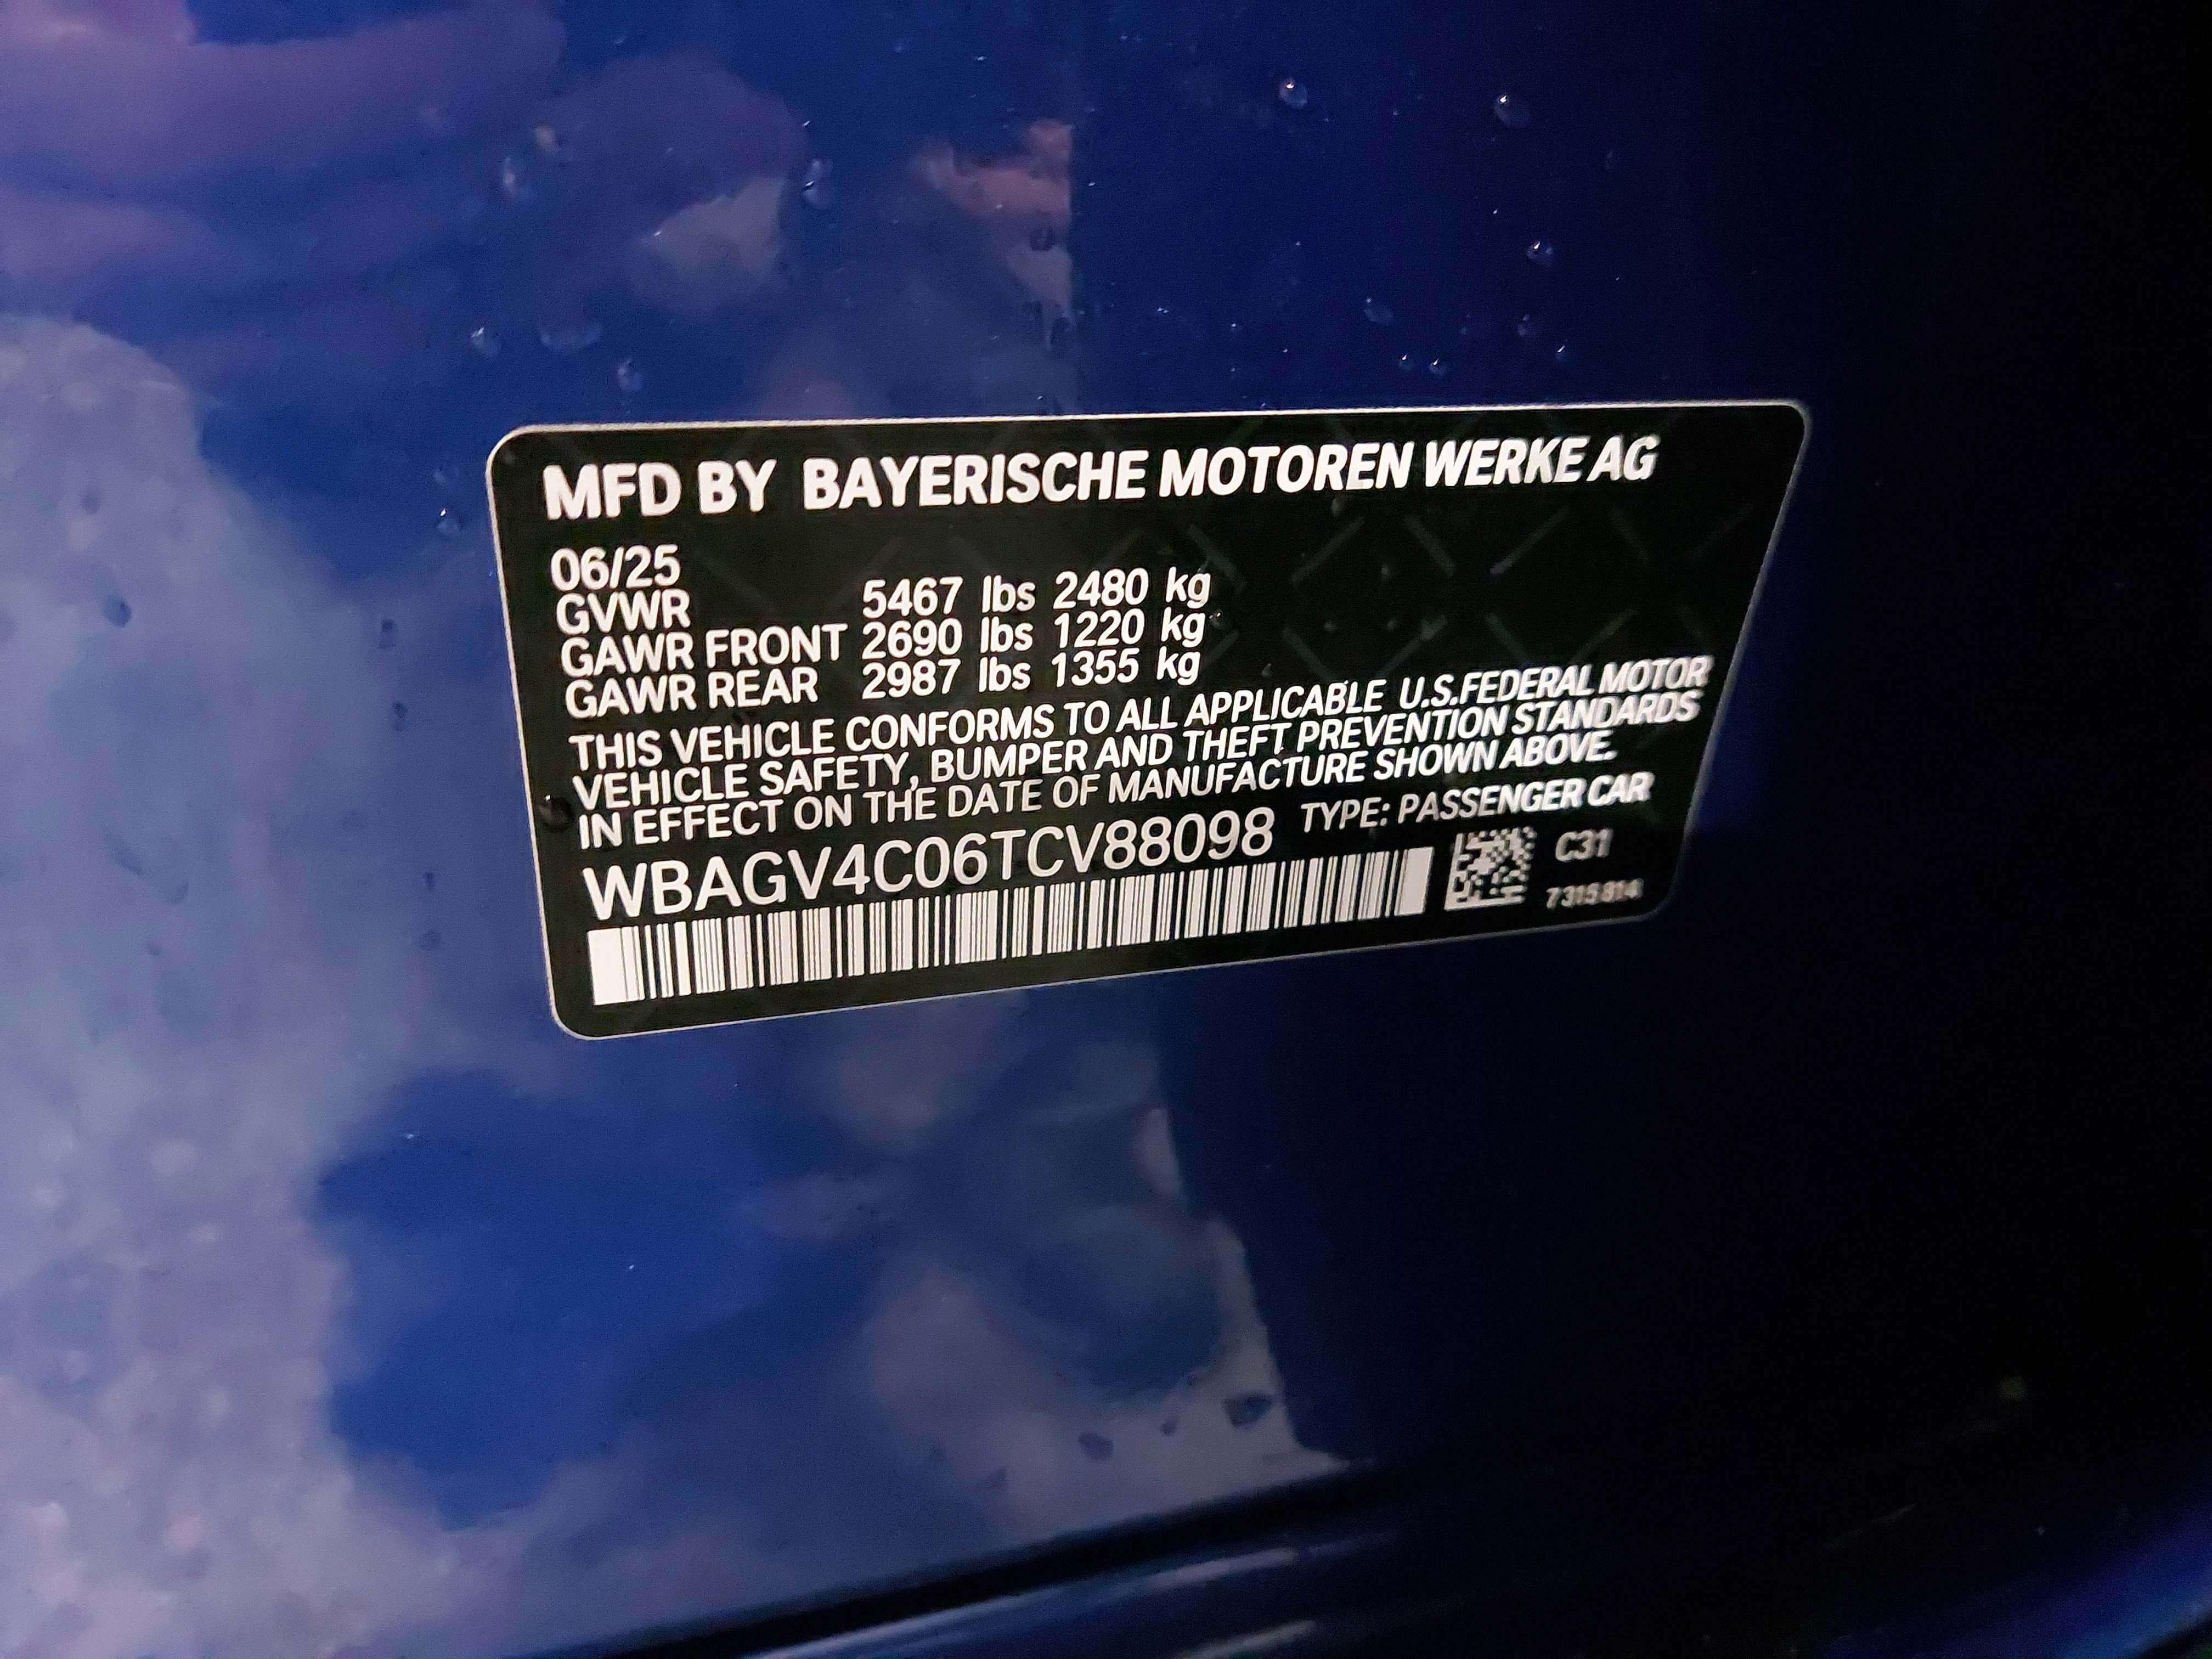 MFD BY BAYERISCHE MOTOREN WERKE AG
06/25
GVWR 5467 lbs 2480 kg
GAWR FRONT 2690 lbs 1220 kg
GAWR REAR 2987 lbs 1355 kg
THIS VEHICLE CONFORMS TO ALL APPLICABLE U.S.FEDERAL MOTOR
VEHICLE SAFETY, BUMPER AND THEFT PREVENTION STANDARDS
IN EFFECT ON THE DATE OF MANUFACTURE SHOWN ABOVE.
WBAGV4C06TCV88098 TYPE: PASSENGER CAR
C31
7315814